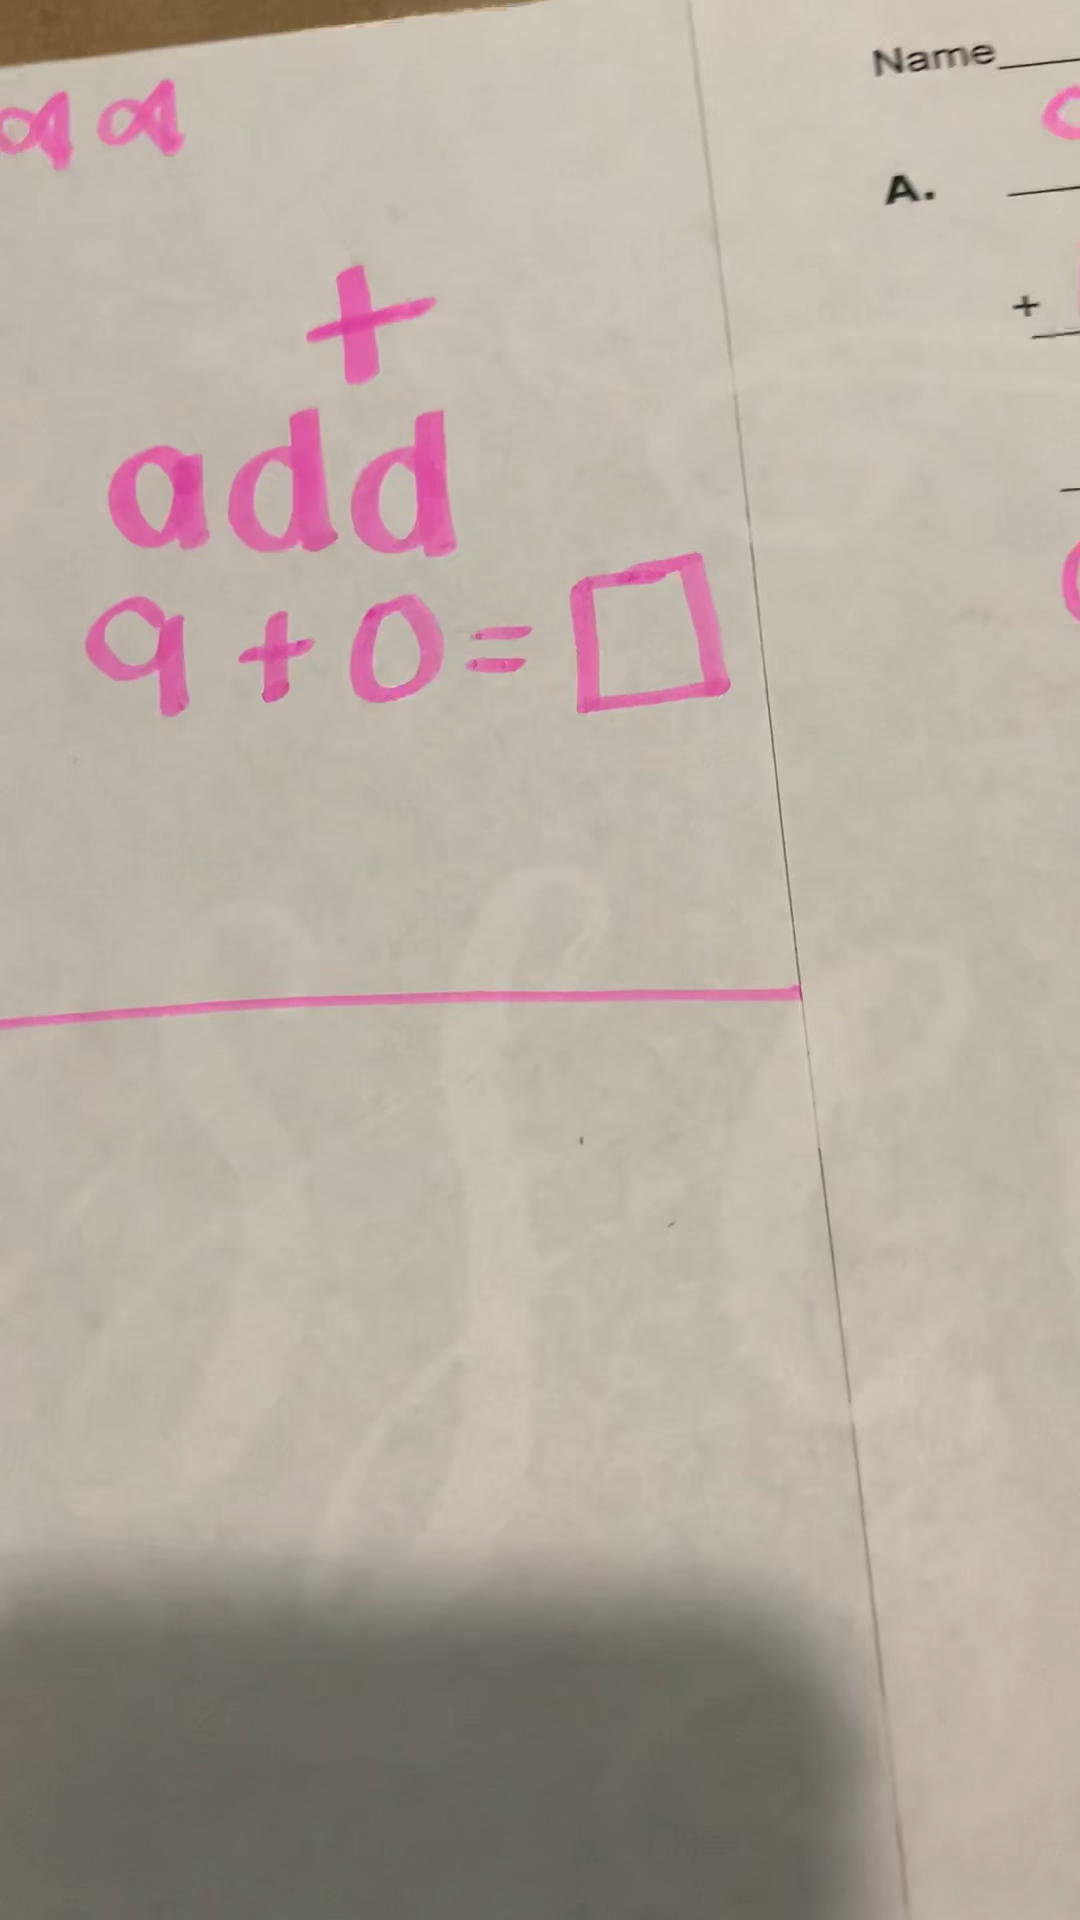 +
add
9 + 0 = □
Name
A.
+